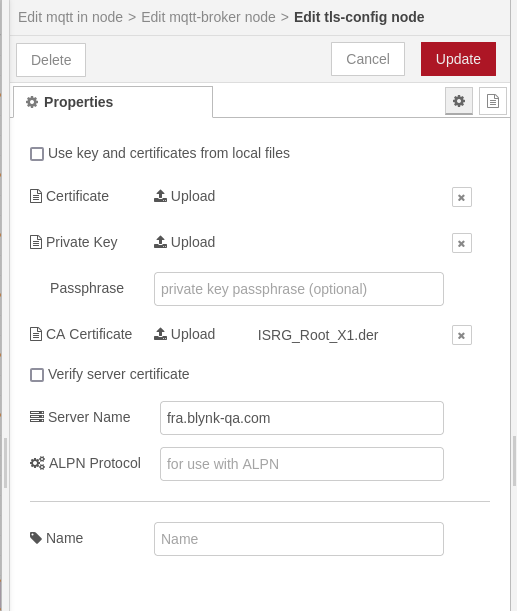 Edit mqtt in node > Edit mqtt-broker node > Edit tls-config node
Delete
Cancel
Update
Properties
Use key and certificates from local files
Certificate Upload
Private Key Upload
Passphrase private key passphrase (optional)
CA Certificate Upload ISRG_Root_X1.der
Verify server certificate
Server Name fra.blynk-qa.com
ALPN Protocol for use with ALPN
Name Name